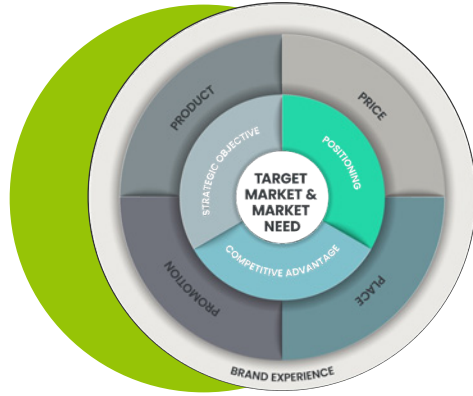 PRODUCT
PRICE
STRATEGIC OBJECTIVE
POSITIONING
TARGET
MARKET &
MARKET
NEED
COMPETITIVE ADVANTAGE
PROMOTION
PLACE
BRAND EXPERIENCE